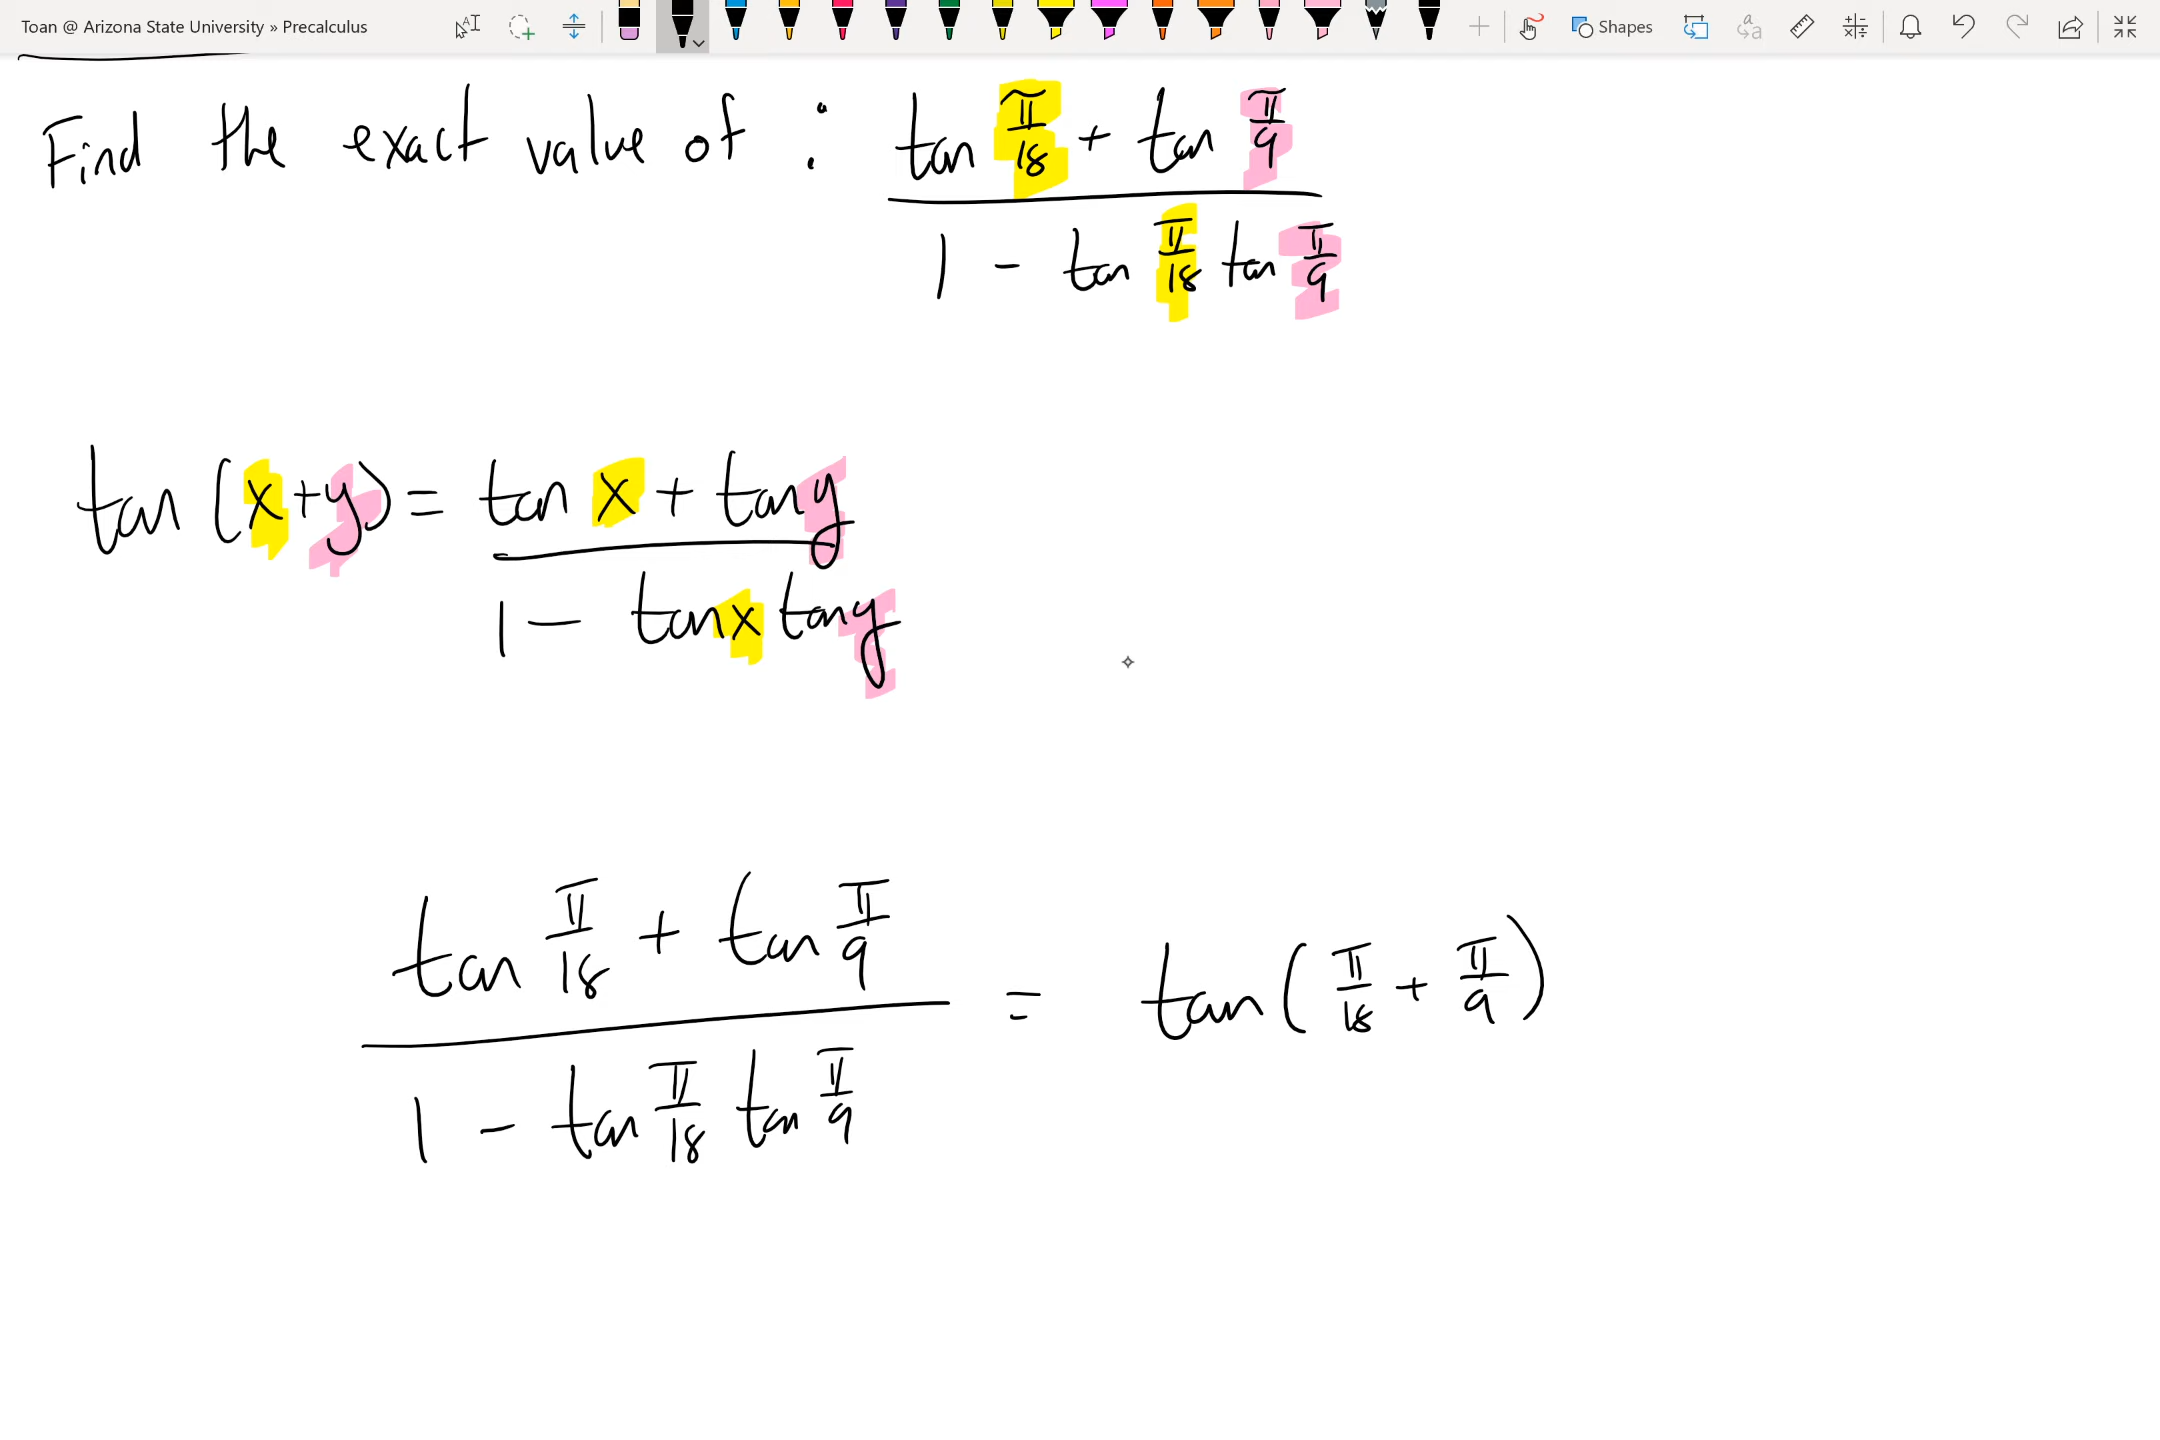 Toan @ Arizona State University » Precalculus
Shapes
Find the exact value of :
tan π/18 + tan π/9
1 - tan π/18 tan π/9
tan (x+y) = tan x + tan y
1 - tan x tan y
tan π/18 + tan π/9
= tan ( π/18 + π/9 )
1 - tan π/18 tan π/9